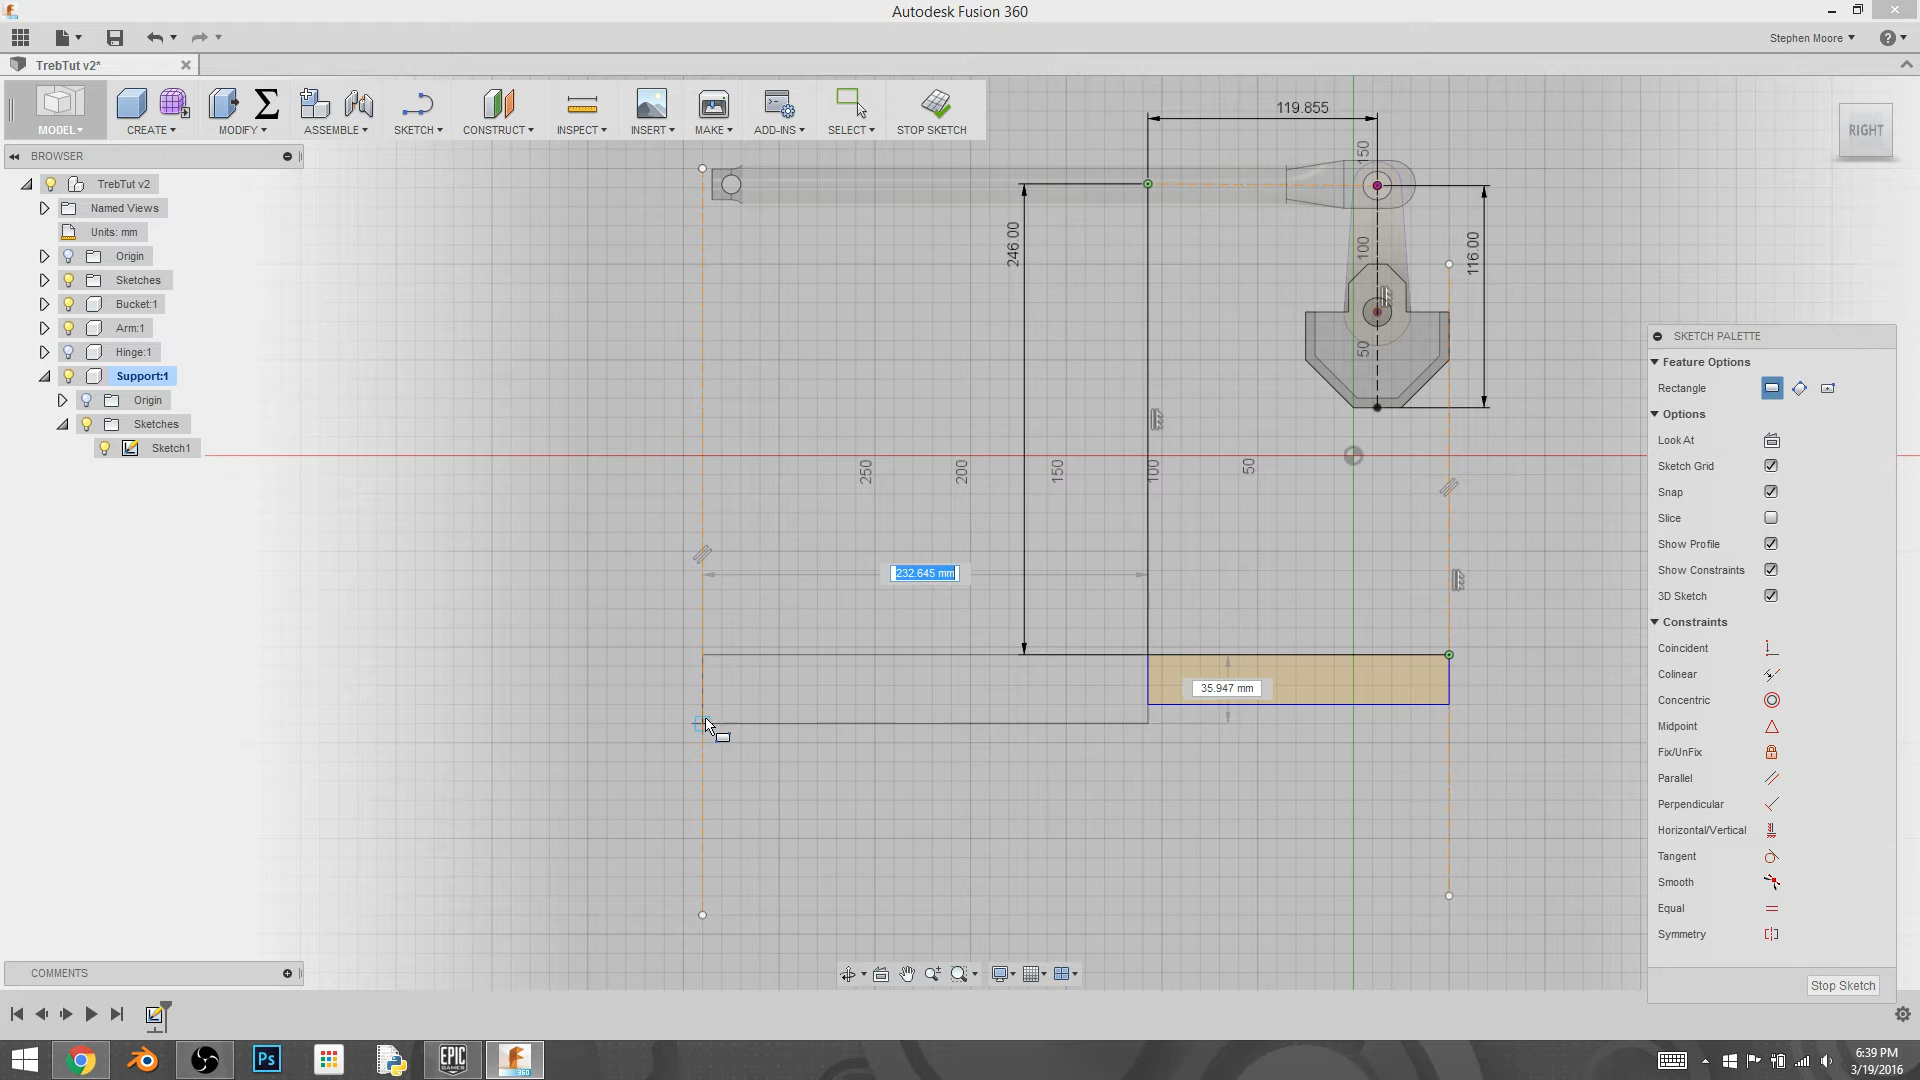 Autodesk Fusion 360
Stephen Moore
TrebTut v2*
MODEL
CREATE
MODIFY
ASSEMBLE
SKETCH
CONSTRUCT
INSPECT
INSERT
MAKE
ADD-INS
SELECT
STOP SKETCH
BROWSER
TrebTut v2
Named Views
Units: mm
Origin
Sketches
Bucket:1
Arm:1
Hinge:1
Support:1
Origin
Sketches
Sketch1
119.855
150
246.00
100
116.00
50
RIGHT
250
200
150
100
50
232.645 mm
35.947 mm
SKETCH PALETTE
Feature Options
Rectangle
Options
Look At
Sketch Grid
Snap
Slice
Show Profile
Show Constraints
3D Sketch
Constraints
Coincident
Colinear
Concentric
Midpoint
Fix/UnFix
Parallel
Perpendicular
Horizontal/Vertical
Tangent
Smooth
Equal
Symmetry
Stop Sketch
COMMENTS
Ps
EPIC
GAMES
360
6:39 PM
3/19/2016